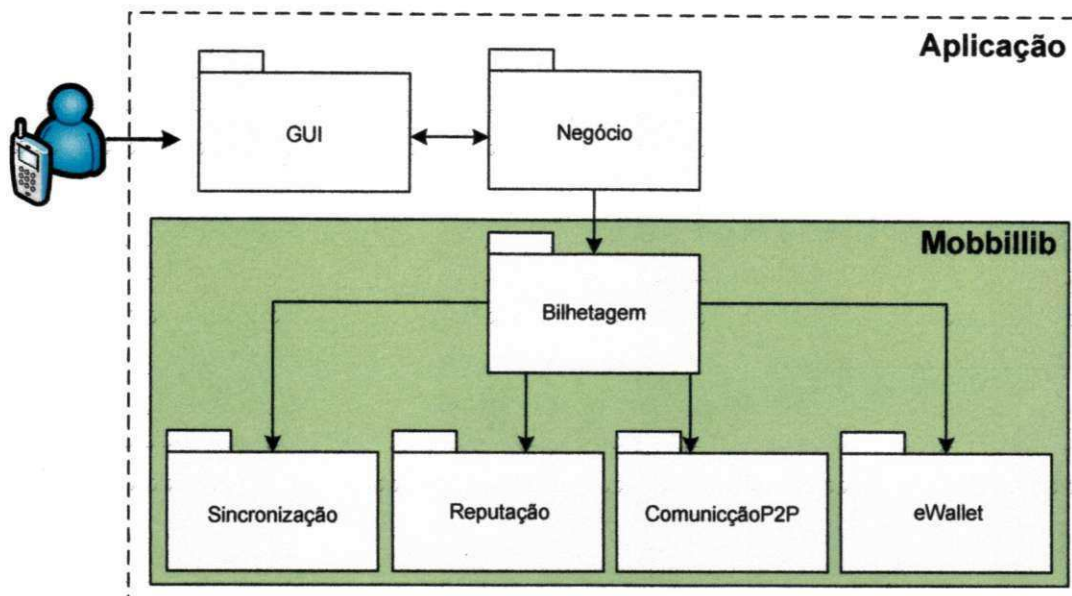 Aplicação
GUI
Negócio
Mobbillib
Bilhetagem
Sincronização
Reputação
ComunicçãoP2P
eWallet